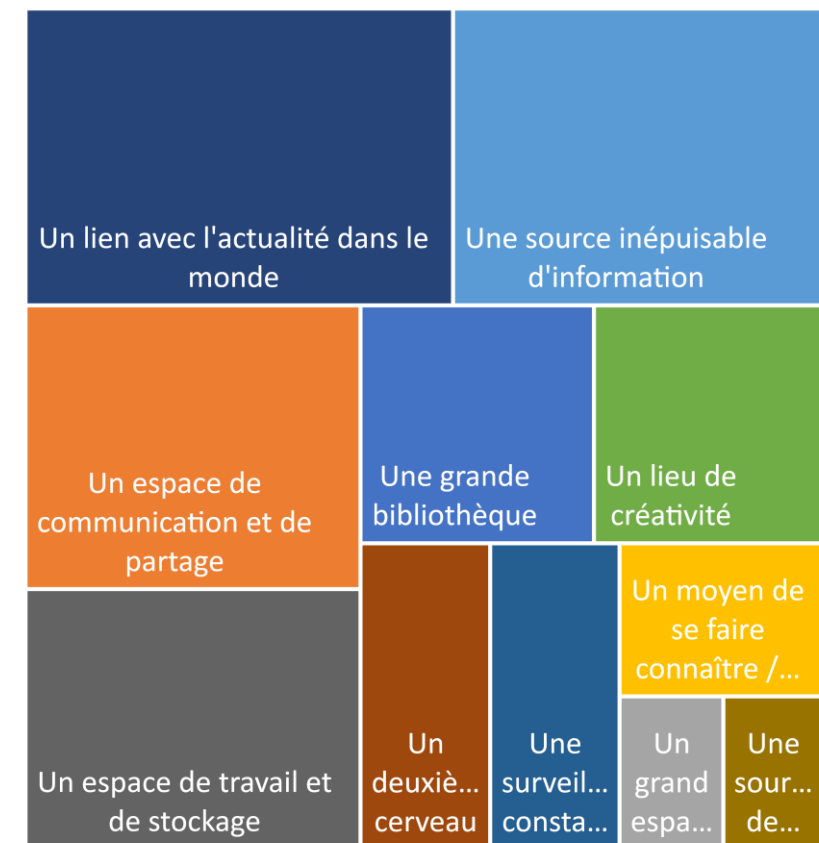 Un lien avec l'actualité dans le
monde
Une source inépuisable
d'information
Un espace de
communication et de
partage
Une grande
bibliothèque
Un lieu de
créativité
Un espace de travail et
de stockage
Un
deuxiè...
cerveau
Une
surveil...
consta...
Un moyen de
se faire
connaître /...
Un
grand
espa...
Une
sour...
de...